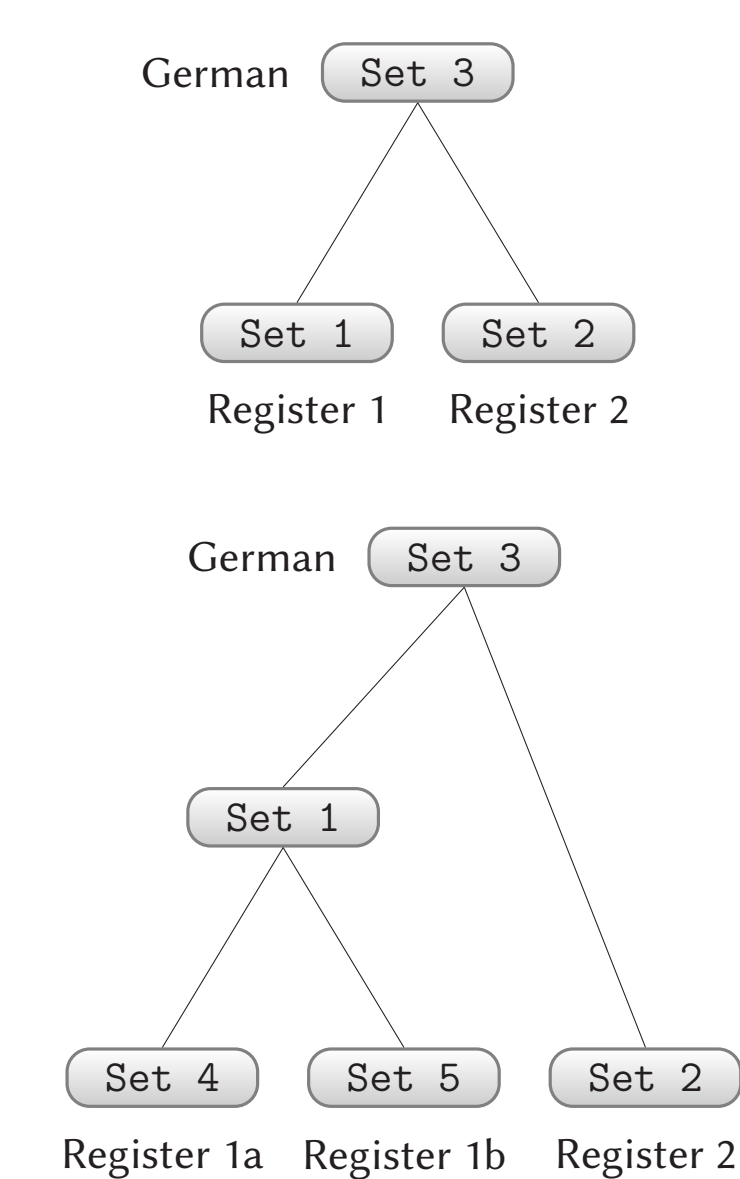 German Set 3
Set 1 Set 2
Register 1 Register 2
German Set 3
Set 1
Set 4 Set 5 Set 2
Register 1a Register 1b Register 2